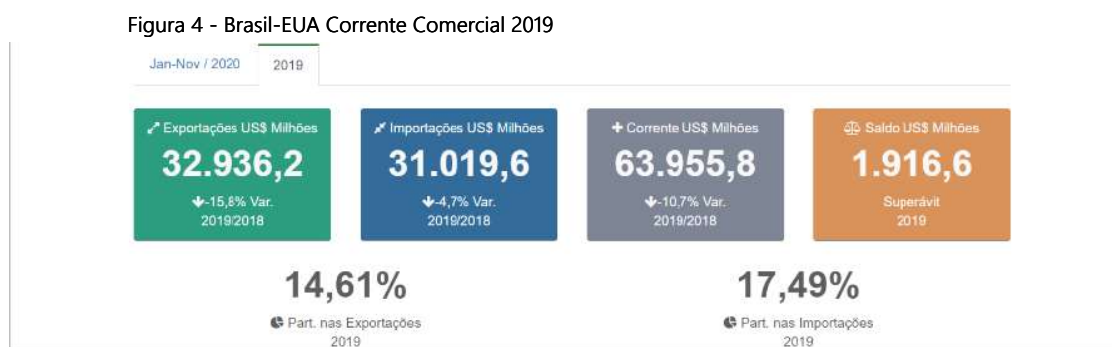 Figura 4 - Brasil-EUA Corrente Comercial 2019
Jan-Nov / 2020
2019
Exportações US$ Milhões
32.936,2
-15,8% Var.
2019/2018
Importações US$ Milhões
31.019,6
-4,7% Var.
2019/2018
Corrente US$ Milhões
63.955,8
-10,7% Var.
2019/2018
Saldo US$ Milhões
1.916,6
Superávit
2019
14,61%
Part. nas Exportações
2019
17,49%
Part. nas Importações
2019